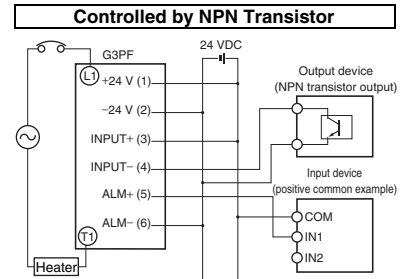 Controlled by NPN Transistor
24 VDC
G3PF
L1
+24 V (1)
−24 V (2)
INPUT+ (3)
INPUT− (4)
ALM+ (5)
ALM− (6)
T1
Heater
Output device
(NPN transistor output)
Input device
(positive common example)
COM
IN1
IN2